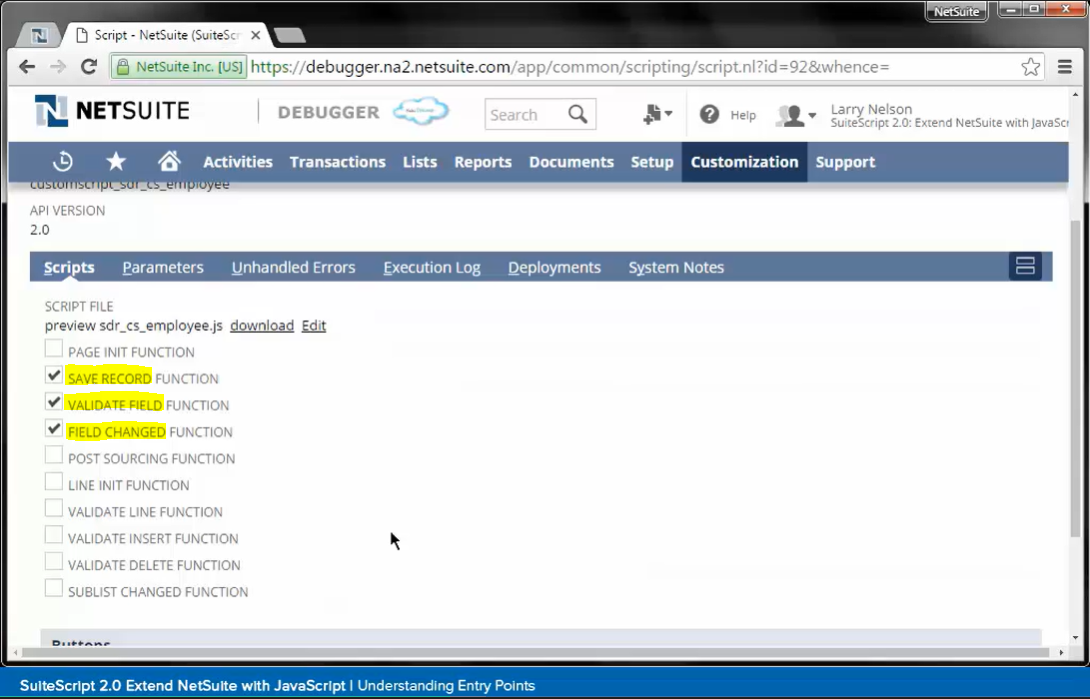 NetSuite
Script - NetSuite (SuiteScr
NetSuite Inc. [US] https://debugger.na2.netsuite.com/app/common/scripting/script.nl?id=92&whence=
NETSUITE DEBUGGER Search Help Larry Nelson
SuiteScript 2.0: Extend NetSuite with JavaScr
Activities Transactions Lists Reports Documents Setup Customization Support
customscript_sdr_cs_employee
API VERSION
2.0
Scripts Parameters Unhandled Errors Execution Log Deployments System Notes
SCRIPT FILE
preview sdr_cs_employee.js download Edit
PAGE INIT FUNCTION
SAVE RECORD FUNCTION
VALIDATE FIELD FUNCTION
FIELD CHANGED FUNCTION
POST SOURCING FUNCTION
LINE INIT FUNCTION
VALIDATE LINE FUNCTION
VALIDATE INSERT FUNCTION
VALIDATE DELETE FUNCTION
SUBLIST CHANGED FUNCTION
Buttons
SuiteScript 2.0 Extend NetSuite with JavaScript | Understanding Entry Points